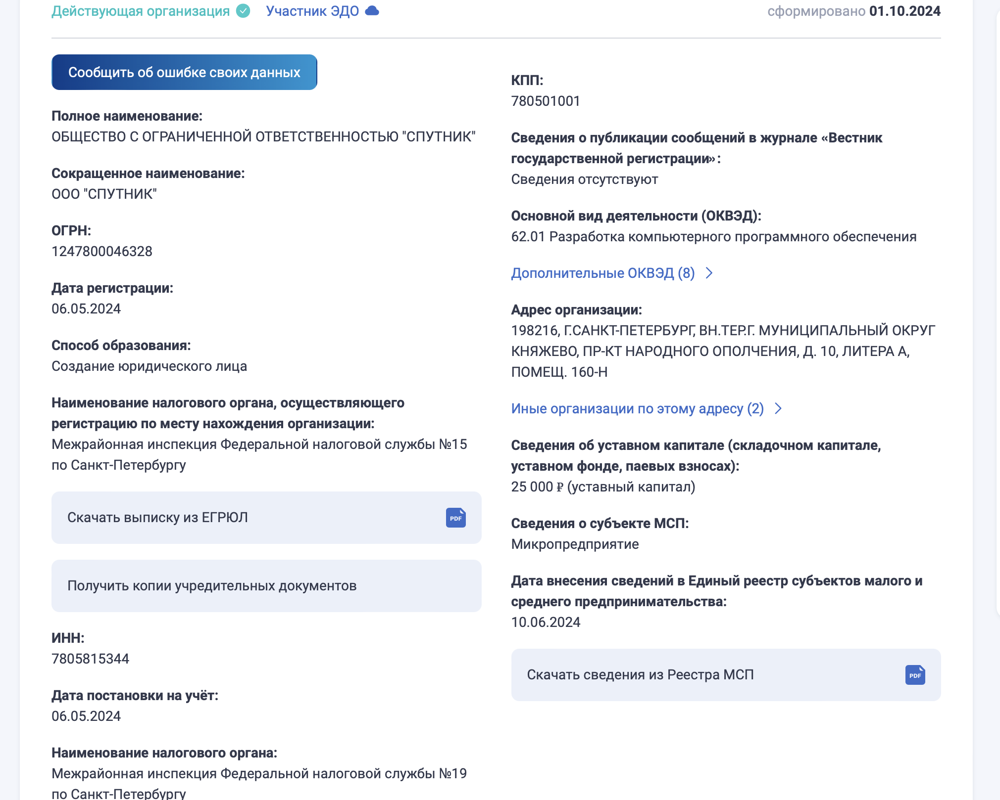 Действующая организация
Участник ЭДО
сформировано 01.10.2024
Сообщить об ошибке своих данных
Полное наименование:
ОБЩЕСТВО С ОГРАНИЧЕННОЙ ОТВЕТСТВЕННОСТЬЮ "СПУТНИК"
Сокращенное наименование:
ООО "СПУТНИК"
ОГРН:
1247800046328
Дата регистрации:
06.05.2024
Способ образования:
Создание юридического лица
Наименование налогового органа, осуществляющего
регистрацию по месту нахождения организации:
Межрайонная инспекция Федеральной налоговой службы №15
по Санкт-Петербургу
Скачать выписку из ЕГРЮЛ
PDF
Получить копии учредительных документов
ИНН:
7805815344
Дата постановки на учёт:
06.05.2024
Наименование налогового органа:
Межрайонная инспекция Федеральной налоговой службы №19
по Санкт-Петербургу
КПП:
780501001
Сведения о публикации сообщений в журнале «Вестник
государственной регистрации»:
Сведения отсутствуют
Основной вид деятельности (ОКВЭД):
62.01 Разработка компьютерного программного обеспечения
Дополнительные ОКВЭД (8)
Адрес организации:
198216, Г.САНКТ-ПЕТЕРБУРГ, ВН.ТЕР.Г. МУНИЦИПАЛЬНЫЙ ОКРУГ
КНЯЖЕВО, ПР-КТ НАРОДНОГО ОПОЛЧЕНИЯ, Д. 10, ЛИТЕРА А,
ПОМЕЩ. 160-Н
Иные организации по этому адресу (2)
Сведения об уставном капитале (складочном капитале,
уставном фонде, паевых взносах):
25 000 ₽ (уставный капитал)
Сведения о субъекте МСП:
Микропредприятие
Дата внесения сведений в Единый реестр субъектов малого и
среднего предпринимательства:
10.06.2024
Скачать сведения из Реестра МСП
PDF